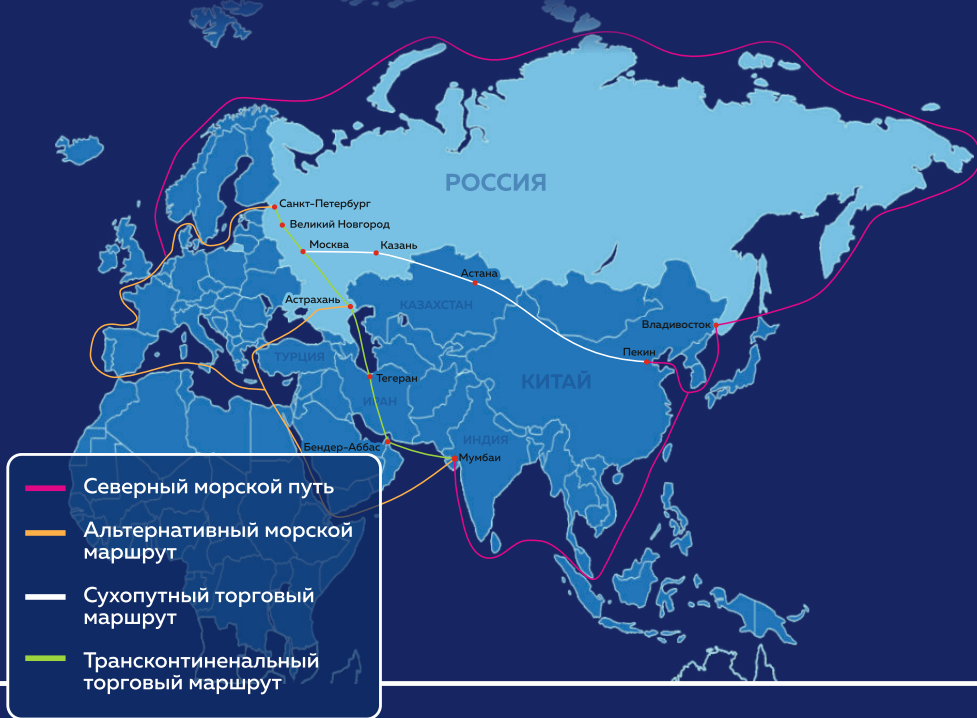 РОССИЯ
Санкт-Петербург
Великий Новгород
Москва
Казань
Астана
Астрахань
КАЗАХСТАН
Владивосток
Пекин
ТУРЦИЯ
Тегеран
КИТАЙ
ИРАН
ИНДИЯ
Бендер-Аббас
Мумбаи
Северный морской путь
Альтернативный морской
маршрут
Сухопутный торговый
маршрут
Трансконтиненальный
торговый маршрут